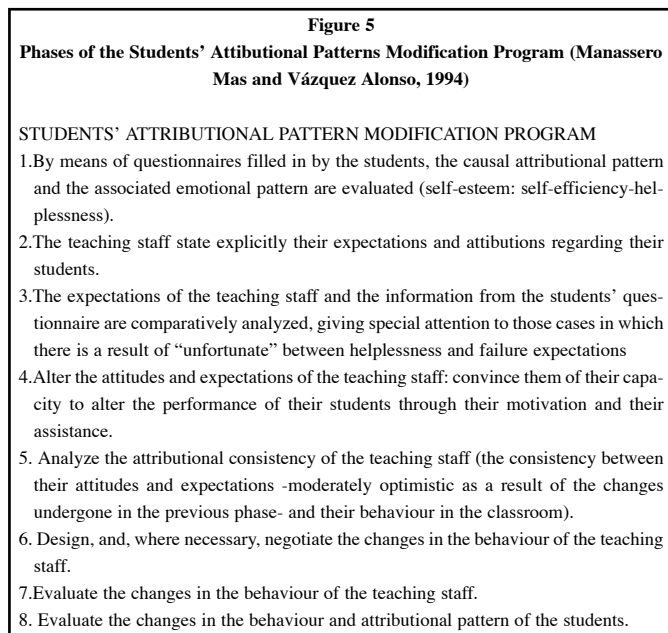 Figure 5
Phases of the Students' Attibutional Patterns Modification Program (Manassero
Mas and Vázquez Alonso, 1994)
STUDENTS' ATTRIBUTIONAL PATTERN MODIFICATION PROGRAM
1.By means of questionnaires filled in by the students, the causal attributional pattern
and the associated emotional pattern are evaluated (self-esteem: self-efficiency-hel-
plessness).
2.The teaching staff state explicitly their expectations and attibutions regarding their
students.
3.The expectations of the teaching staff and the information from the students' ques-
tionnaire are comparatively analyzed, giving special attention to those cases in which
there is a result of “unfortunate” between helplessness and failure expectations
4.Alter the attitudes and expectations of the teaching staff: convince them of their capa-
city to alter the performance of their students through their motivation and their
assistance.
5. Analyze the attributional consistency of the teaching staff (the consistency between
their attitudes and expectations -moderately optimistic as a result of the changes
undergone in the previous phase- and their behaviour in the classroom).
6. Design, and, where necessary, negotiate the changes in the behaviour of the teaching
staff.
7.Evaluate the changes in the behaviour of the teaching staff.
8. Evaluate the changes in the behaviour and attributional pattern of the students.